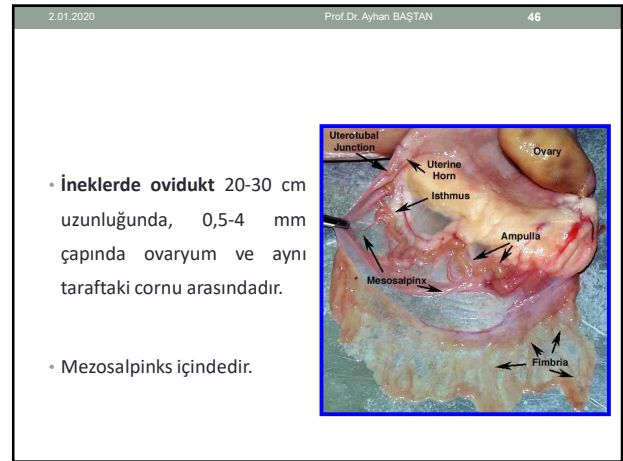 2.01.2020 Prof.Dr. Ayhan BAŞTAN 46
• İneklerde ovidukt 20-30 cm
uzunluğunda, 0,5-4 mm
çapında ovaryum ve aynı
taraftaki cornu arasındadır.
• Mezosalpinks içindedir.
Uterotubal
Junction
Ovary
Uterine
Horn
Isthmus
Ampulla
Mesosalpinx
Fimbria